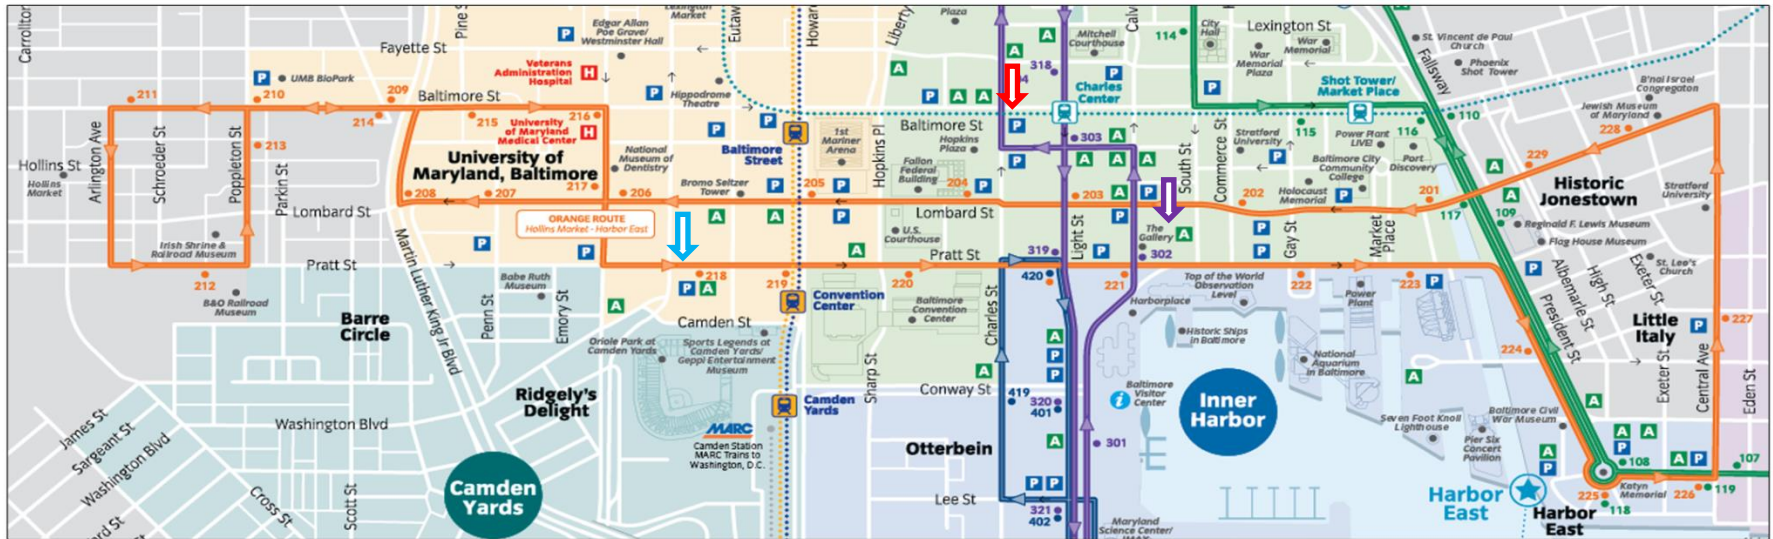 Carrollton
Pine S
Edgar Allan
Poe Grave/
Westminster Hall
Lexington
Market
Eutaw
Howar
Liberty
Plaza
Mitchell
Courthouse
Calv
114
City
Hall
Lexington St
War
Memorial
War
Memorial
Plaza
St. Vincent de Paul
Church
Phoenix
Shot Tower
Fallsway
Fayette St
P
UMB BioPark
Veterans
Administration
Hospital
H
Hippodrome
Theatre
A
318
4
Charles
Center
Shot Tower/
Market Place
B'nai Israel
Congregation
Jewish Museum
of Maryland
228
211
210
209
Baltimore St
214
215
216
University
of Maryland
Medical Center
H
Baltimore
Street
1st
Mariner
Arena
Hopkins Pl
Baltimore St
Hopkins
Plaza
303
South St
Commerce St
Stratford
University
115
Power Plant
LIVE!
116
110
Port
Discovery
229
Hollins St
Hollins
Market
Arlington Ave
Schroeder St
Poppleton St
213
Parkin St
University of
Maryland, Baltimore
National
Museum of
Dentistry
217
206
Bromo Seltzer
Tower
205
Fallon
Federal
Building
204
203
202
Baltimore City
Community
College
Holocaust
Memorial
201
Historic
Jonestown
Stratford
University
208
207
Lombard St
ORANGE ROUTE
Hollins Market - Harbor East
Lombard St
U.S.
Courthouse
Light St
The
Gallery
302
Gay St
Market
Place
117
109
Reginald F. Lewis Museum
Flag House Museum
Irish Shrine &
Railroad Museum
Pratt St
212
B&O Railroad
Museum
Martin Luther King Jr Blvd
Babe Ruth
Museum
218
219
Pratt St
220
319
420
221
Top of the World
Observation
Level
222
Power
Plant
223
Albemarle St
High St
Exeter St
St. Leo's
Church
Convention
Center
Baltimore
Convention
Center
Charles St
Harborplace
Barre
Circle
Penn St
Emory St
Camden St
Oriole Park at
Camden Yards
Sports Legends at
Camden Yards/
Geppi Entertainment
Museum
Sharp St
Historic Ships
in Baltimore
National
Aquarium
in Baltimore
224
President St
Little
Italy
227
Exeter St
Central Ave
Eden St
Ridgely's
Delight
Conway St
Camden
Yards
419
320
401
i
Baltimore
Visitor
Center
Inner
Harbor
Seven Foot Knoll
Lighthouse
Baltimore Civil
War Museum
Pier Six
Concert
Pavilion
James St
Sargeant St
Washington Blvd
Washington Blvd
MARC
Camden Station
MARC Trains to
Washington, D.C.
Otterbein
301
108
107
Camden
Yards
Cross St
Scott St
Lee St
321
402
Harbor
East
Katyn
Memorial
225
118
226
119
Harbor
East
ard St
Maryland
Science Center/
IMAX